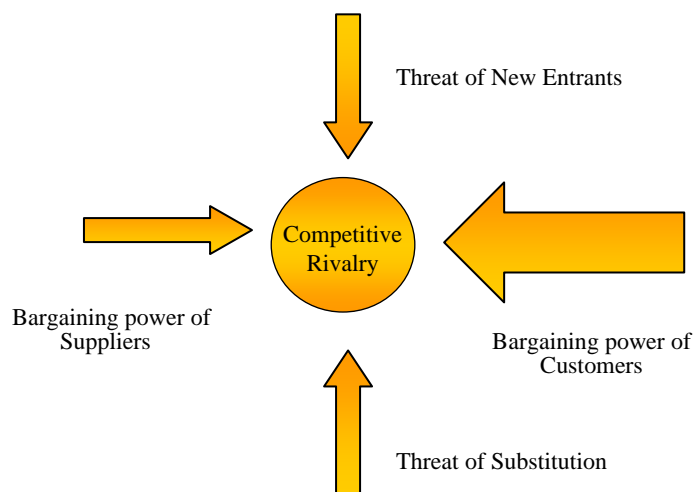 Threat of New Entrants
Competitive
Rivalry
Bargaining power of
Suppliers
Bargaining power of
Customers
Threat of Substitution